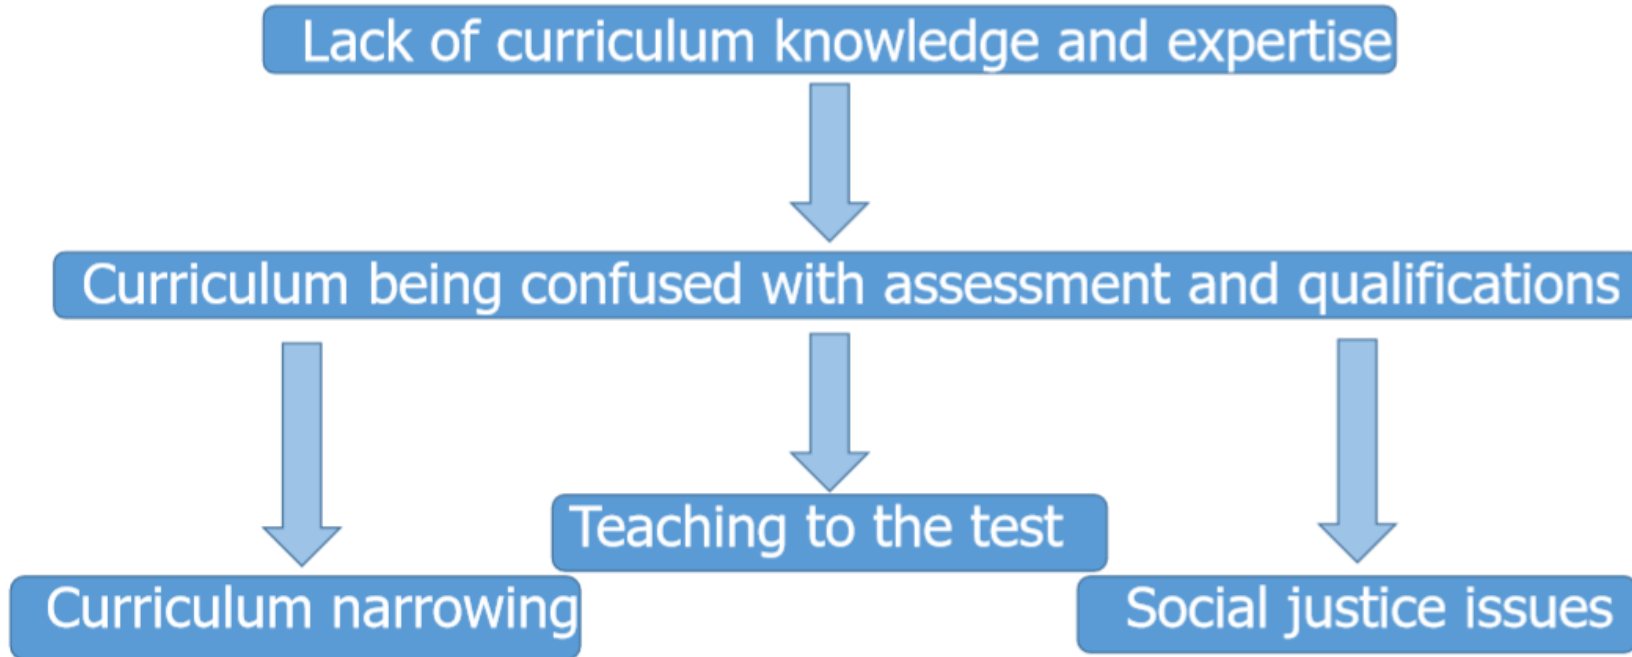 Lack of curriculum knowledge and expertise
Curriculum being confused with assessment and qualifications
Teaching to the test
Curriculum narrowing
Social justice issues